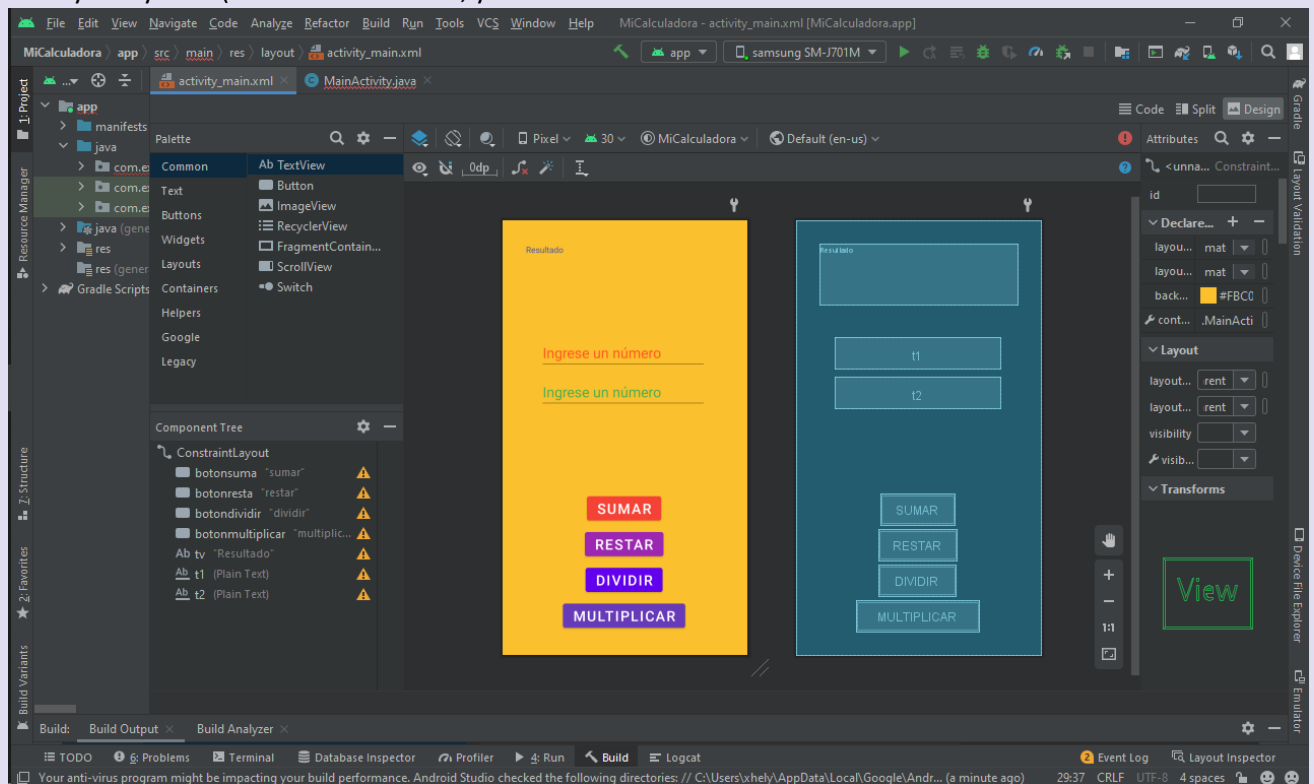 File Edit View Navigate Code Analyze Refactor Build Run Tools VCS Window Help MiCalculadora - activity_main.xml [MiCalculadora.app]
MiCalculadora app src main res layout activity_main.xml app samsung SM-J701M
... activity_main.xml MainActivity.java
1: Project
Resource Manager
7: Structure
2: Favorites
Build Variants
app
manifests
java
com.e
com.e
com.e
java (gene
res
res (gener
Gradle Scripts
Code Split Design
Palette
Common
Text
Buttons
Widgets
Layouts
Containers
Helpers
Google
Legacy
Ab TextView
Button
ImageView
RecyclerView
FragmentContain...
ScrollView
Switch
Pixel 30 MiCalculadora Default (en-us)
0dp
Component Tree
ConstraintLayout
botonsuma "sumar"
botonresta "restar"
botondividir "dividir"
botonmultiplicar "multiplic...
Ab tv "Resultado"
Ab t1 (Plain Text)
Ab t2 (Plain Text)
Resultado
Ingrese un número
Ingrese un número
SUMAR
RESTAR
DIVIDIR
MULTIPLICAR
Resultado
t1
t2
SUMAR
RESTAR
DIVIDIR
MULTIPLICAR
1:1
Attributes
<unna... Constraint...
id
Declare...
layou... mat
layou... mat
back... #FBC0
cont... .MainActi
Layout
layout... rent
layout... rent
visibility
visib...
Transforms
View
Gradle
Layout Validation
Device File Explorer
Emulator
Build: Build Output Build Analyzer
TODO 6: Problems Terminal Database Inspector Profiler 4: Run Build Logcat 2 Event Log Layout Inspector
Your anti-virus program might be impacting your build performance. Android Studio checked the following directories: // C:\Users\xhely\AppData\Local\Google\Andr... (a minute ago) 29:37 CRLF UTF-8 4 spaces